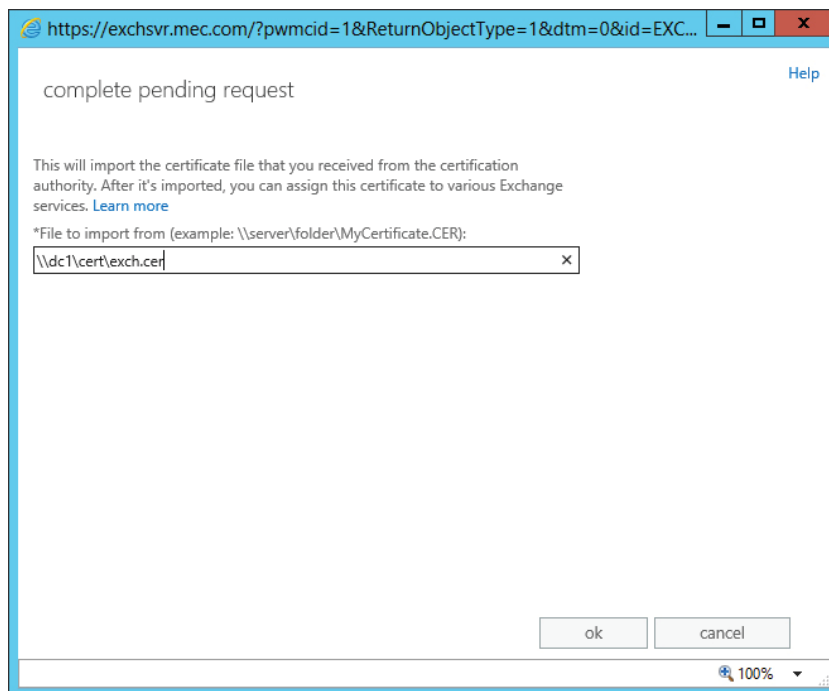 https://exchsvr.mec.com/?pwmcid=1&ReturnObjectType=1&dtm=0&id=EXC...
Help
complete pending request
This will import the certificate file that you received from the certification
authority. After it's imported, you can assign this certificate to various Exchange
services. Learn more
*File to import from (example: \\server\folder\MyCertificate.CER):
\\dc1\cert\exch.cer
ok
cancel
100%